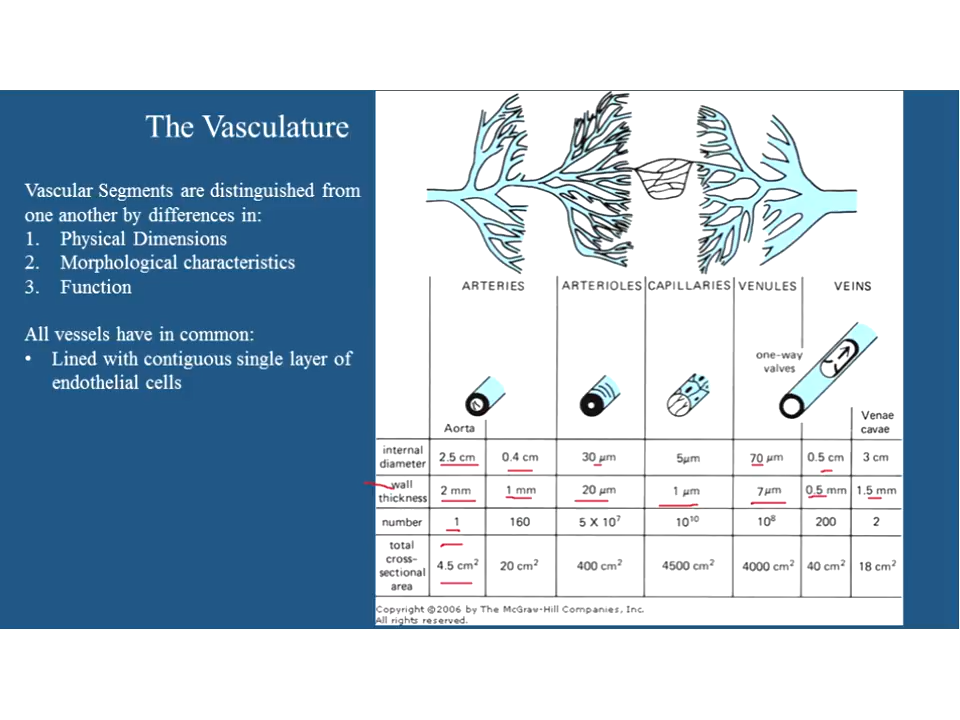 The Vasculature
Vascular Segments are distinguished from
one another by differences in:
1. Physical Dimensions
2. Morphological characteristics
3. Function
All vessels have in common:
• Lined with contiguous single layer of
endothelial cells
ARTERIES ARTERIOLES CAPILLARIES VENULES VEINS
one-way
valves
Aorta
Venae
cavae
internal
diameter
2.5 cm 0.4 cm 30 µm 5µm 70 µm 0.5 cm 3 cm
wall
thickness
2 mm 1 mm 20 µm 1 µm 7µm 0.5 mm 1.5 mm
number 1 160 5 X 10⁷ 10¹⁰ 10⁸ 200 2
total
cross-
sectional
area
4.5 cm² 20 cm² 400 cm² 4500 cm² 4000 cm² 40 cm² 18 cm²
Copyright ©2006 by The McGraw-Hill Companies, Inc.
All rights reserved.